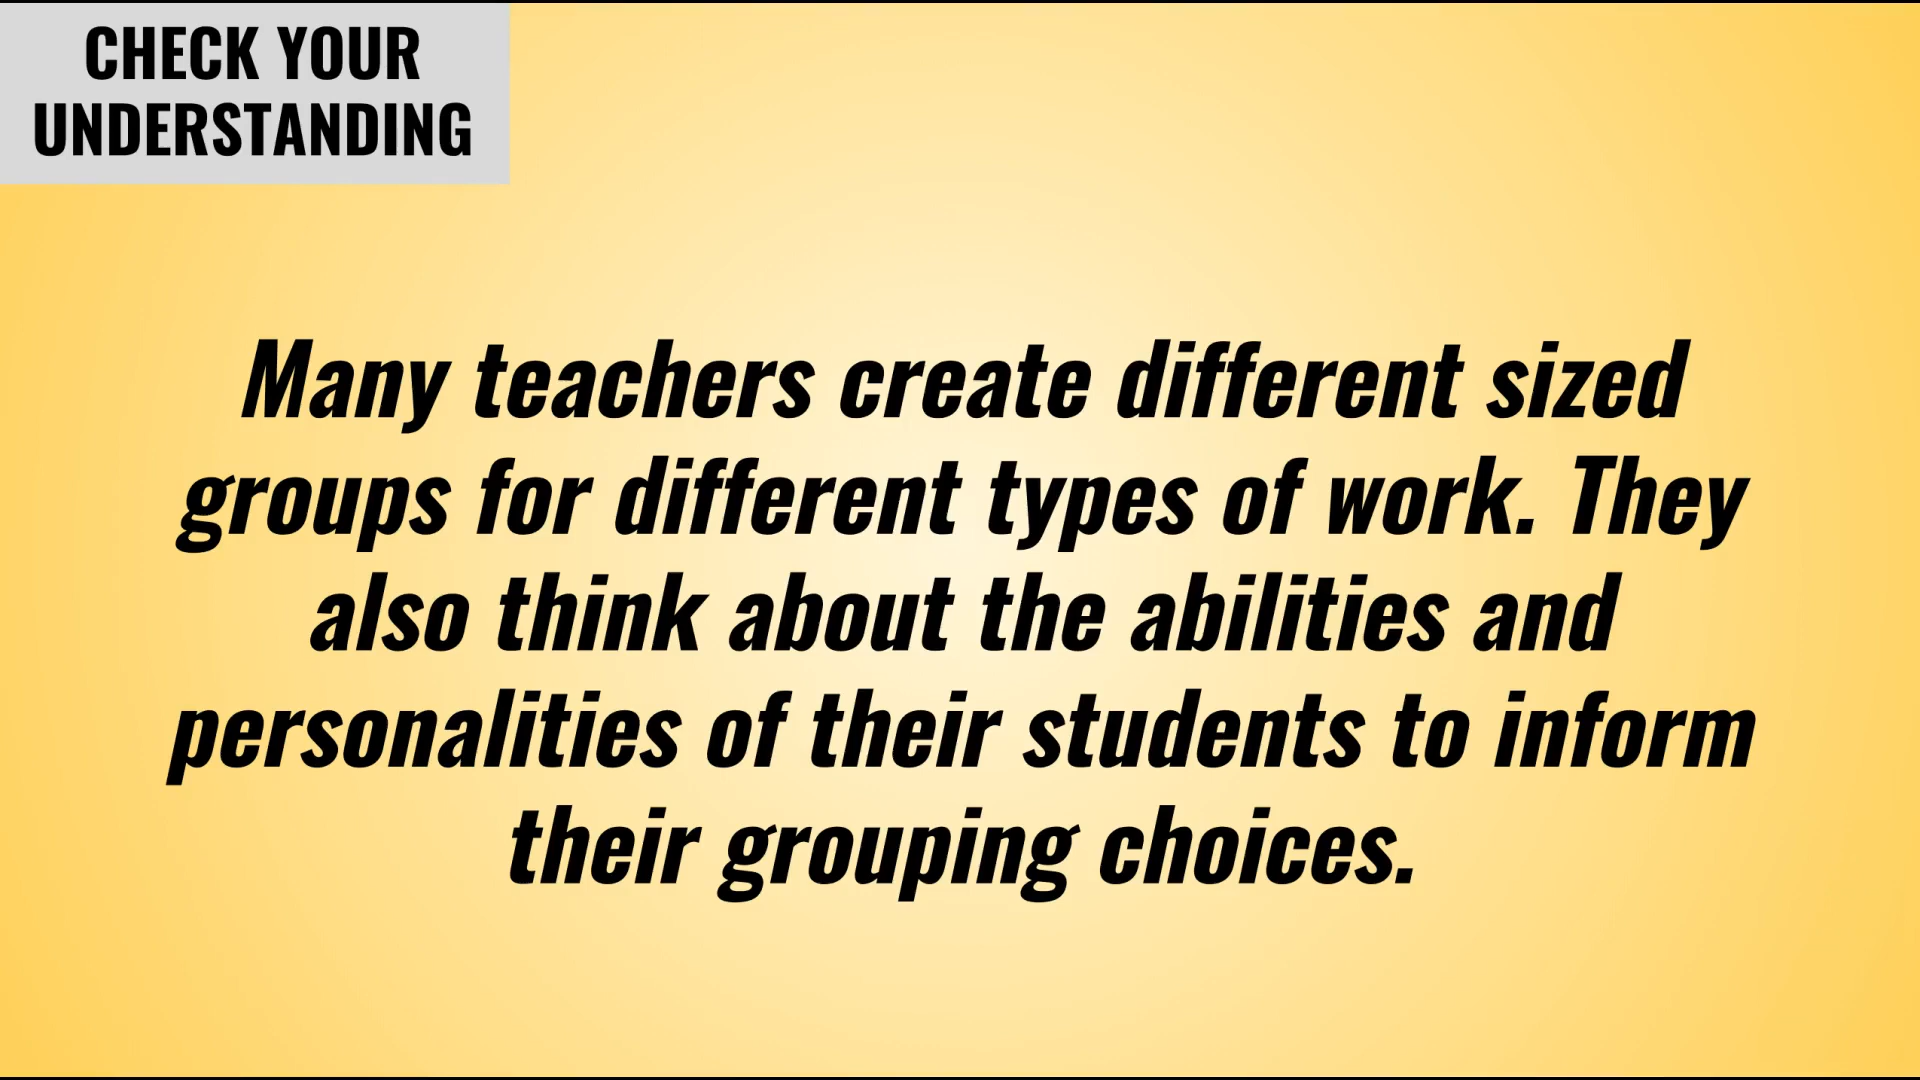 CHECK YOUR
UNDERSTANDING
Many teachers create different sized
groups for different types of work. They
also think about the abilities and
personalities of their students to inform
their grouping choices.